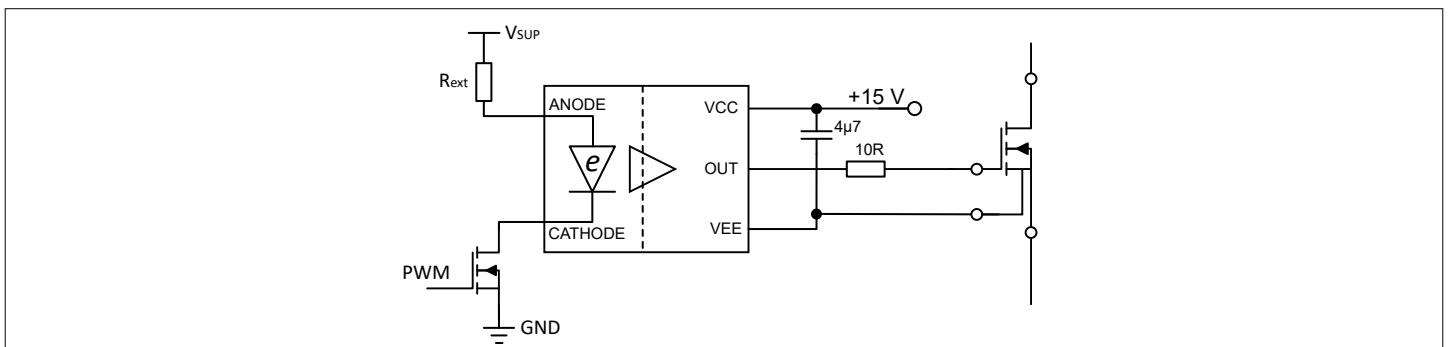 VSUP
Rext
ANODE
VCC
+15 V
4µ7
e
10R
OUT
CATHODE
VEE
PWM
GND